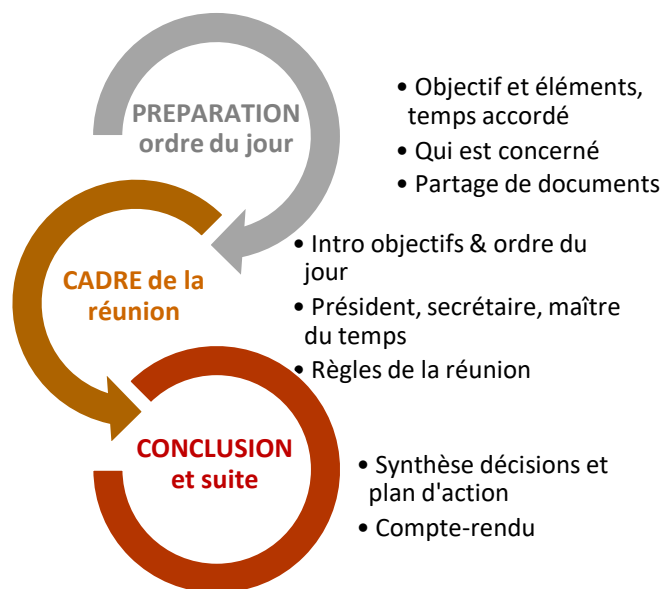 PREPARATION
ordre du jour
• Objectif et éléments,
temps accordé
• Qui est concerné
• Partage de documents
CADRE de la
réunion
• Intro objectifs & ordre du
jour
• Président, secrétaire, maître
du temps
• Règles de la réunion
CONCLUSION
et suite
• Synthèse décisions et
plan d'action
• Compte-rendu